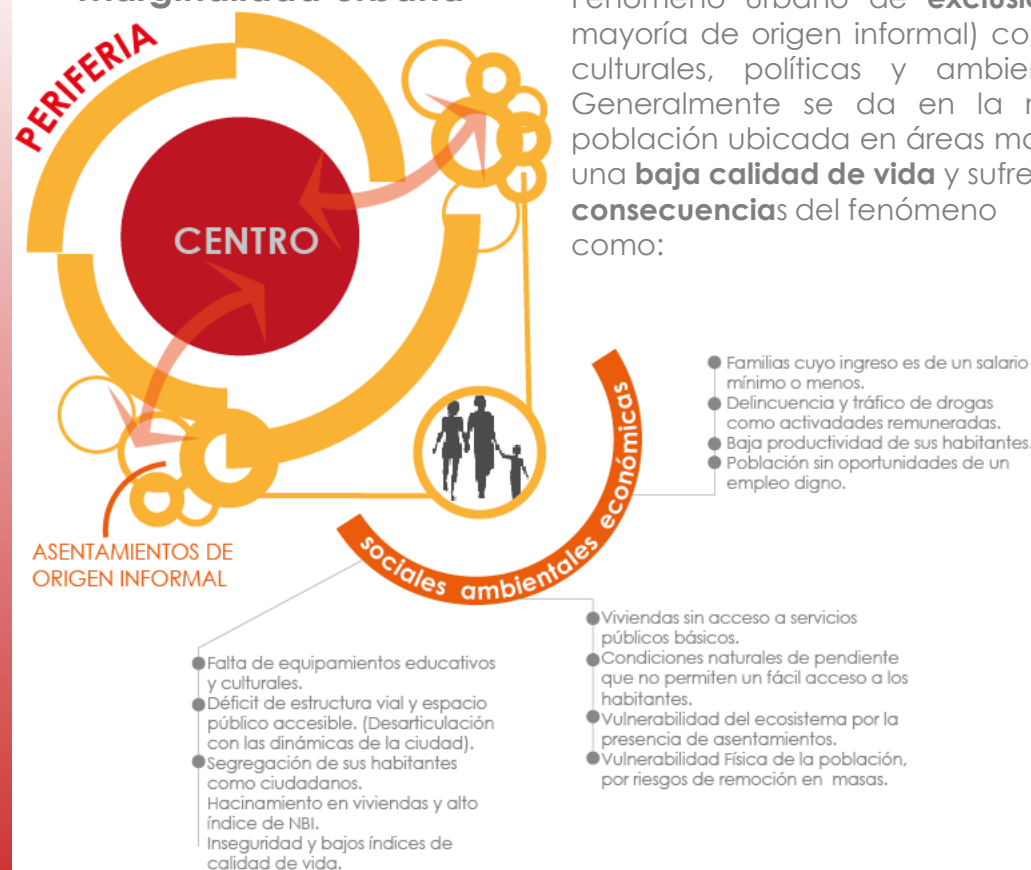 marginalidad urbana
Fenómeno urbano de
mayoría de origen informal)
culturales, políticas y
Generalmente se da en la
población ubicada en áreas
una baja calidad de vida y
consecuencias del fenómeno
como:
PERIFERIA
CENTRO
ASENTAMIENTOS DE
ORIGEN INFORMAL
sociales ambientales económicas
Familias cuyo ingreso es de un salario
mínimo o menos.
Delincuencia y tráfico de drogas
como activadades remuneradas.
Baja productividad de sus habitantes.
Población sin oportunidades de un
empleo digno.
Falta de equipamientos educativos
y culturales.
Déficit de estructura vial y espacio
público accesible. (Desarticulación
con las dinámicas de la ciudad).
Segregación de sus habitantes
como ciudadanos.
Hacinamiento en viviendas y alto
índice de NBI.
Inseguridad y bajos índices de
calidad de vida.
Viviendas sin acceso a servicios
públicos básicos.
Condiciones naturales de pendiente
que no permiten un fácil acceso a los
habitantes.
Vulnerabilidad del ecosistema por la
presencia de asentamientos.
Vulnerabilidad Física de la población,
por riesgos de remoción en masas.